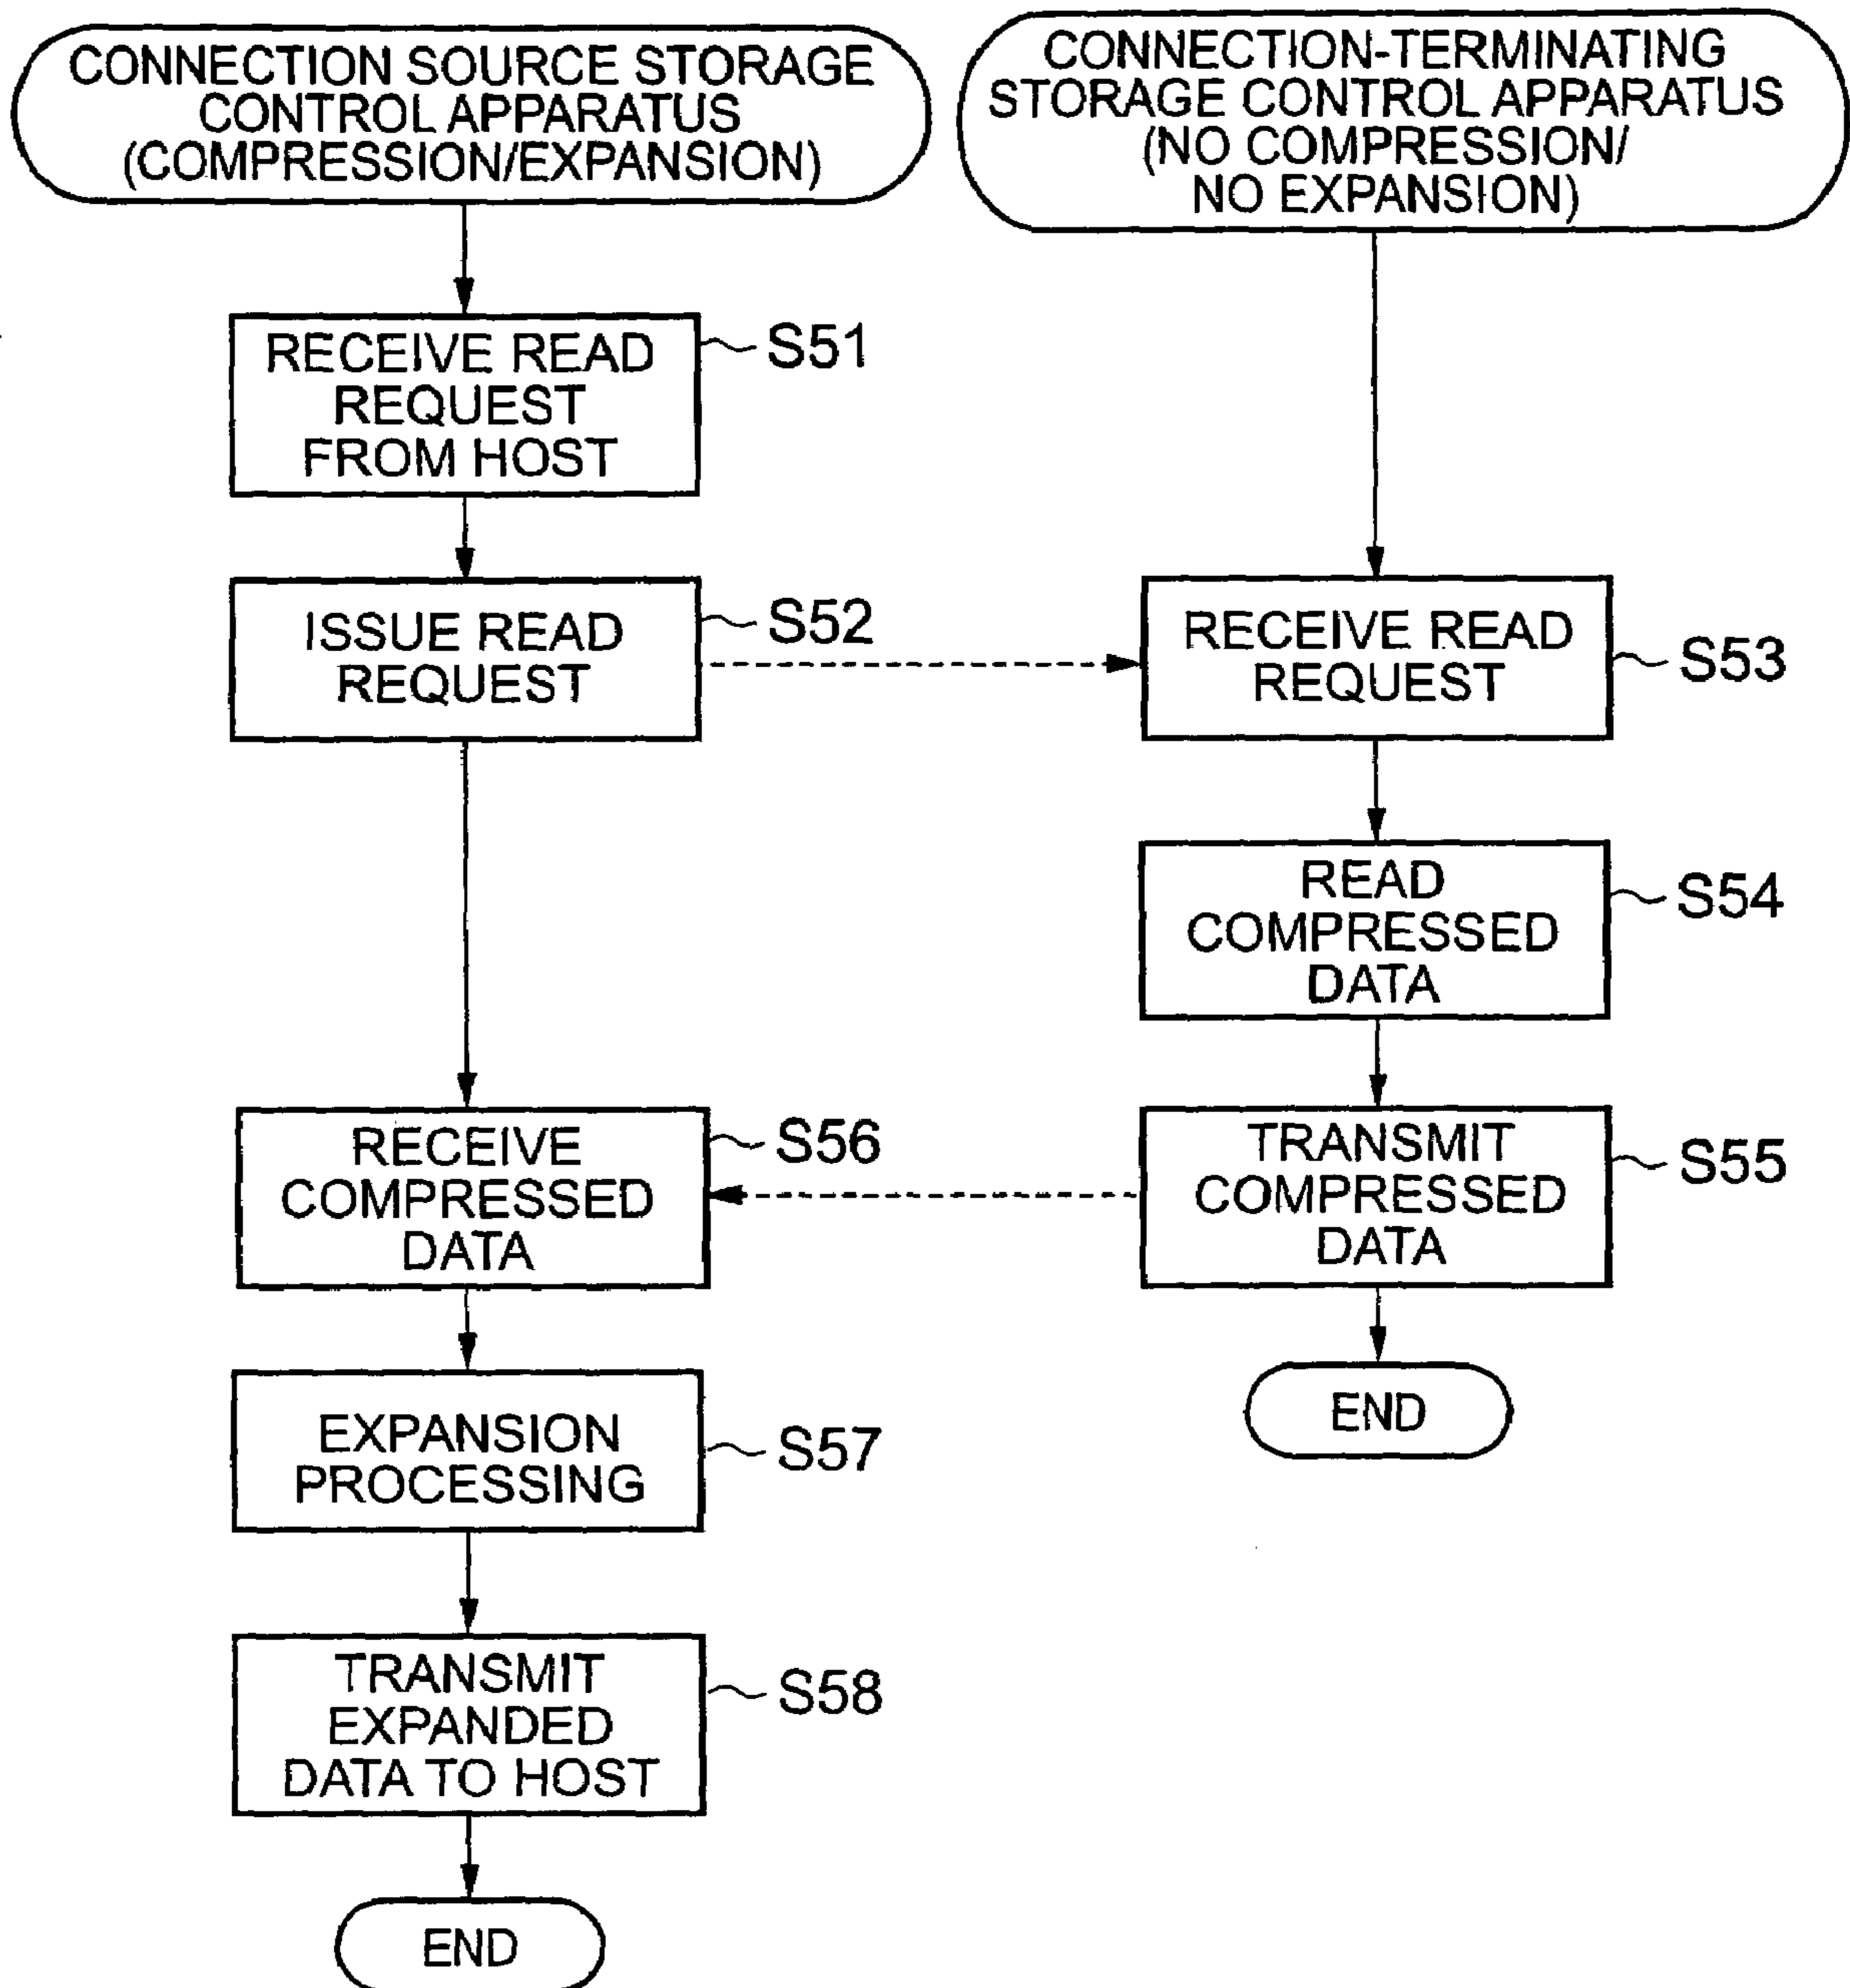 CONNECTION SOURCE STORAGE
CONTROL APPARATUS
(COMPRESSION/EXPANSION)
CONNECTION-TERMINATING
STORAGE CONTROL APPARATUS
(NO COMPRESSION/
NO EXPANSION)
RECEIVE READ
REQUEST
FROM HOST
S51
ISSUE READ
REQUEST
S52
RECEIVE READ
REQUEST
S53
READ
COMPRESSED
DATA
S54
RECEIVE
COMPRESSED
DATA
S56
TRANSMIT
COMPRESSED
DATA
S55
EXPANSION
PROCESSING
S57
END
TRANSMIT
EXPANDED
DATA TO HOST
S58
END